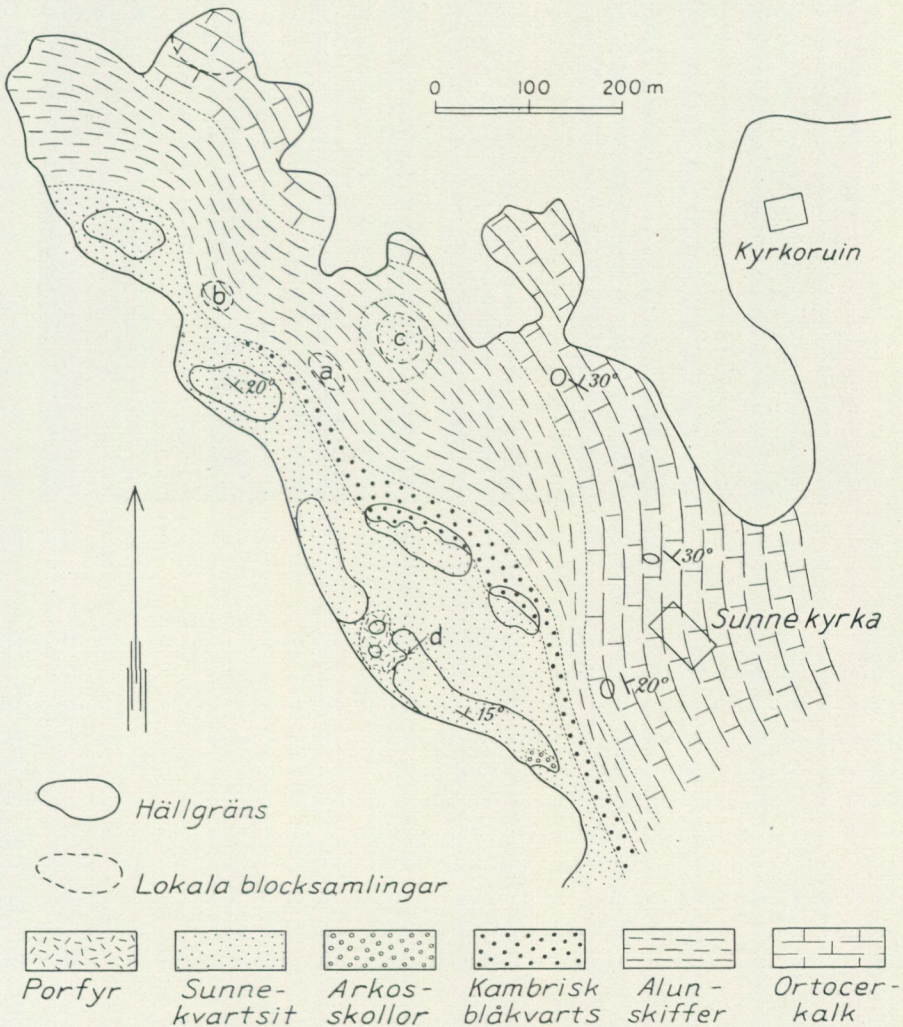 0 100 200 m
Kyrkoruin
b
c
a
20°
30°
30°
Sunne kyrka
d
20°
15°
Hällgräns
Lokala blocksamlingar
Porfyr
Sunne-
kvartsit
Arkos-
skollor
Kambrisk
blåkvarts
Alun-
skiffer
Ortocer-
kalk